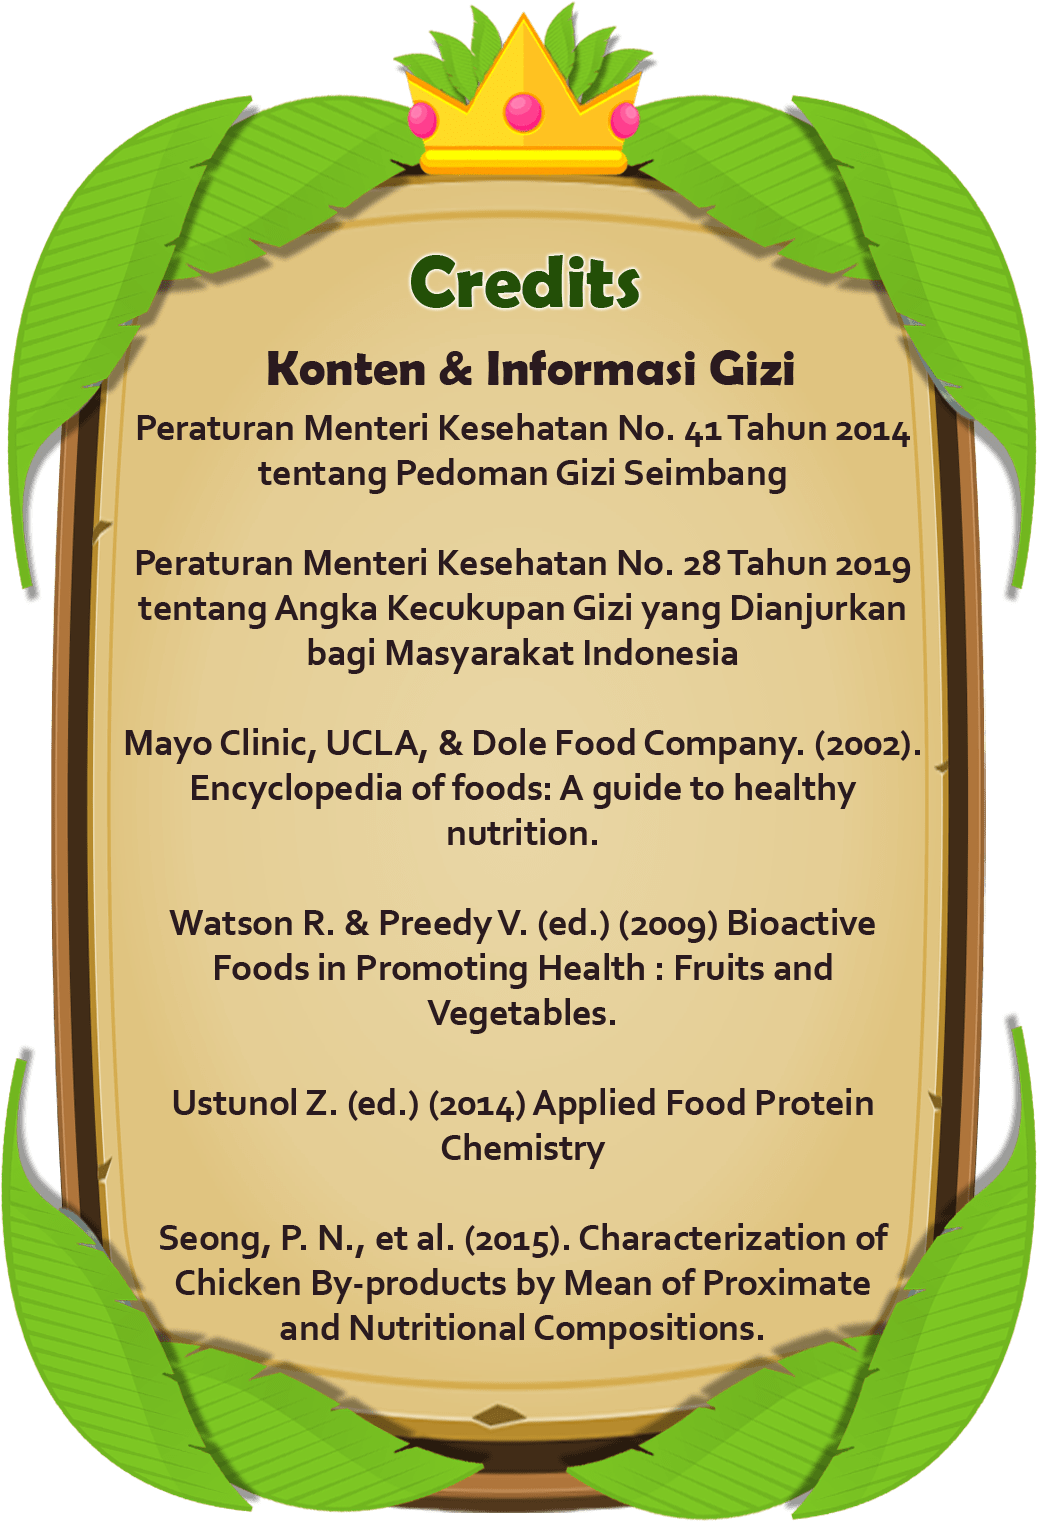 Credits
Konten & Informasi Gizi
Peraturan Menteri Kesehatan No. 41 Tahun 2014
tentang Pedoman Gizi Seimbang
Peraturan Menteri Kesehatan No. 28 Tahun 2019
tentang Angka Kecukupan Gizi yang Dianjurkan
bagi Masyarakat Indonesia
Mayo Clinic, UCLA, & Dole Food Company. (2002).
Encyclopedia of foods: A guide to healthy
nutrition.
Watson R. & Preedy V. (ed.) (2009) Bioactive
Foods in Promoting Health : Fruits and
Vegetables.
Ustunol Z. (ed.) (2014) Applied Food Protein
Chemistry
Seong, P. N., et al. (2015). Characterization of
Chicken By-products by Mean of Proximate
and Nutritional Compositions.